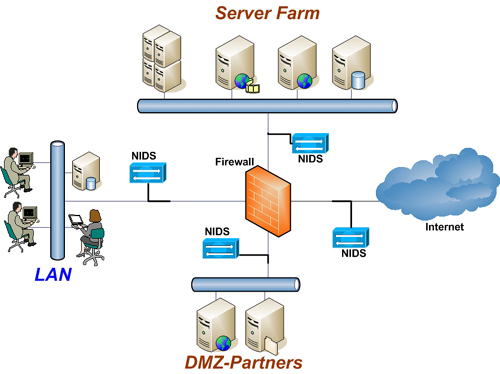 Server Farm
NIDS
NIDS
Firewall
Internet
NIDS
NIDS
LAN
DMZ-Partners